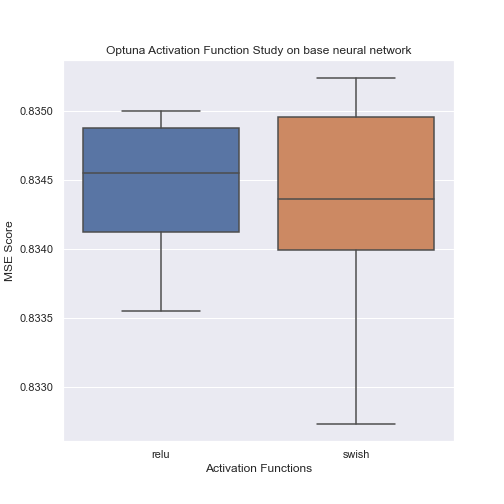 Optuna Activation Function Study on base neural network
0.8350
0.8345
0.8340
0.8335
0.8330
MSE Score
relu
swish
Activation Functions